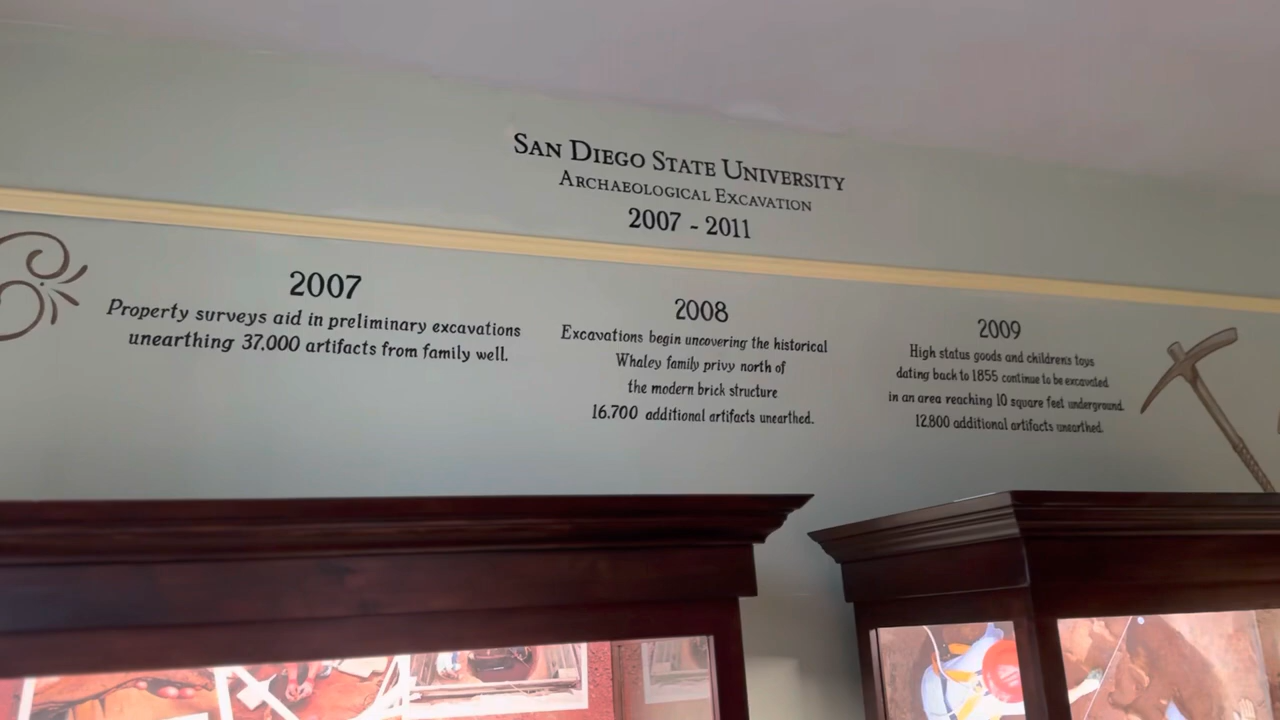 San Diego State University
Archaeological Excavation
2007 - 2011
2007
Property surveys aid in preliminary excavations
unearthing 37,000 artifacts from family well.
2008
Excavations begin uncovering the historical
Whaley family privy north of
the modern brick structure
16,700 additional artifacts unearthed.
2009
High status goods and children's toys
dating back to 1855 continue to be excavated
in an area reaching 10 square feet underground.
12,800 additional artifacts unearthed.